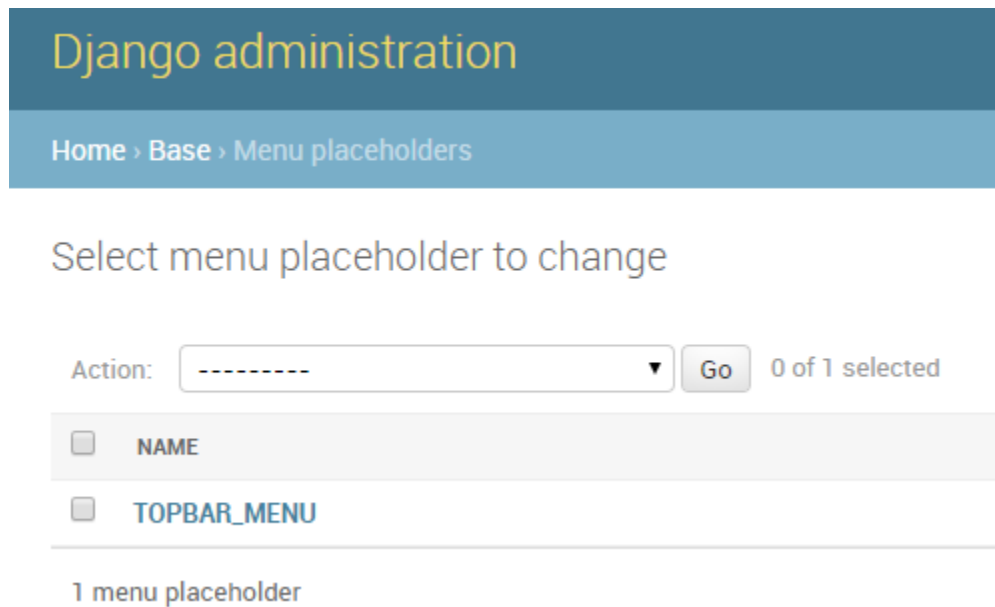 Django administration
Home › Base › Menu placeholders
Select menu placeholder to change
Action: --------- Go 0 of 1 selected
NAME
TOPBAR_MENU
1 menu placeholder